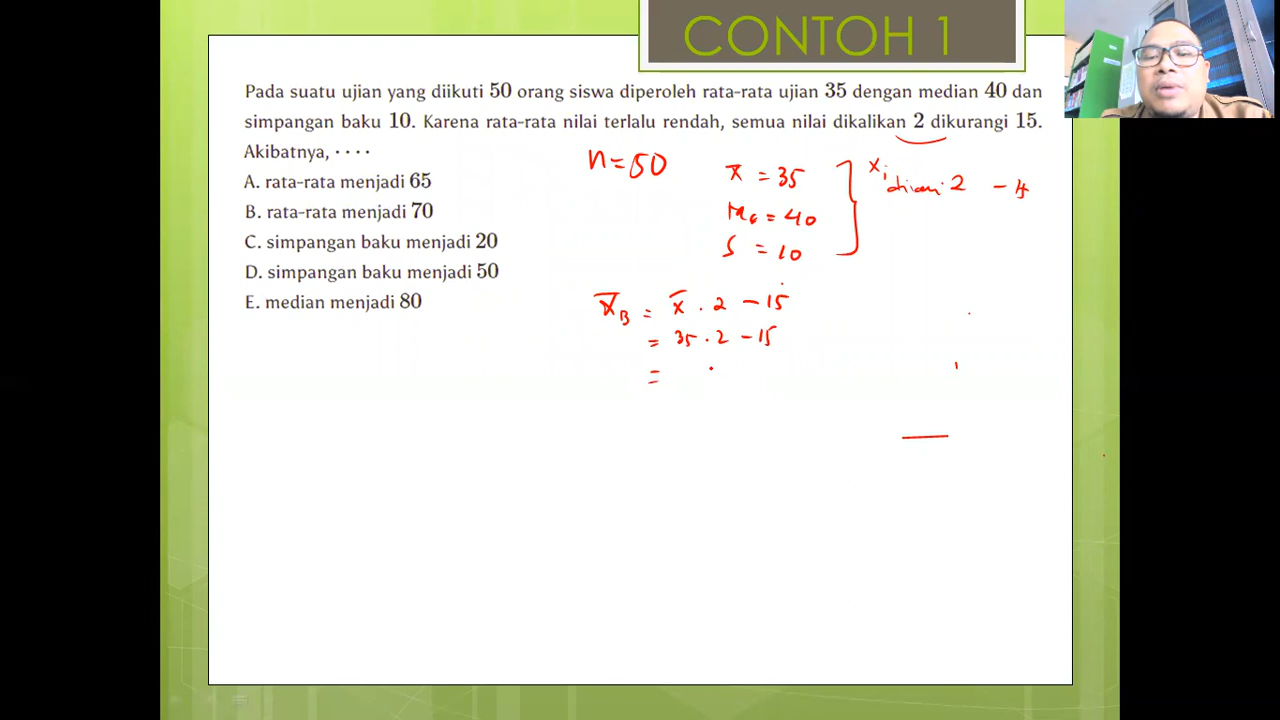 CONTOH 1
Pada suatu ujian yang diikuti 50 orang siswa diperoleh rata-rata ujian 35 dengan median 40 dan
simpangan baku 10. Karena rata-rata nilai terlalu rendah, semua nilai dikalikan 2 dikurangi 15.
Akibatnya, ....
A. rata-rata menjadi 65
B. rata-rata menjadi 70
C. simpangan baku menjadi 20
D. simpangan baku menjadi 50
E. median menjadi 80
n=50
x̄ = 35
Me = 40
S = 10
xi 2 -
x̄B = x̄ . 2 - 15
= 35 . 2 - 15
=